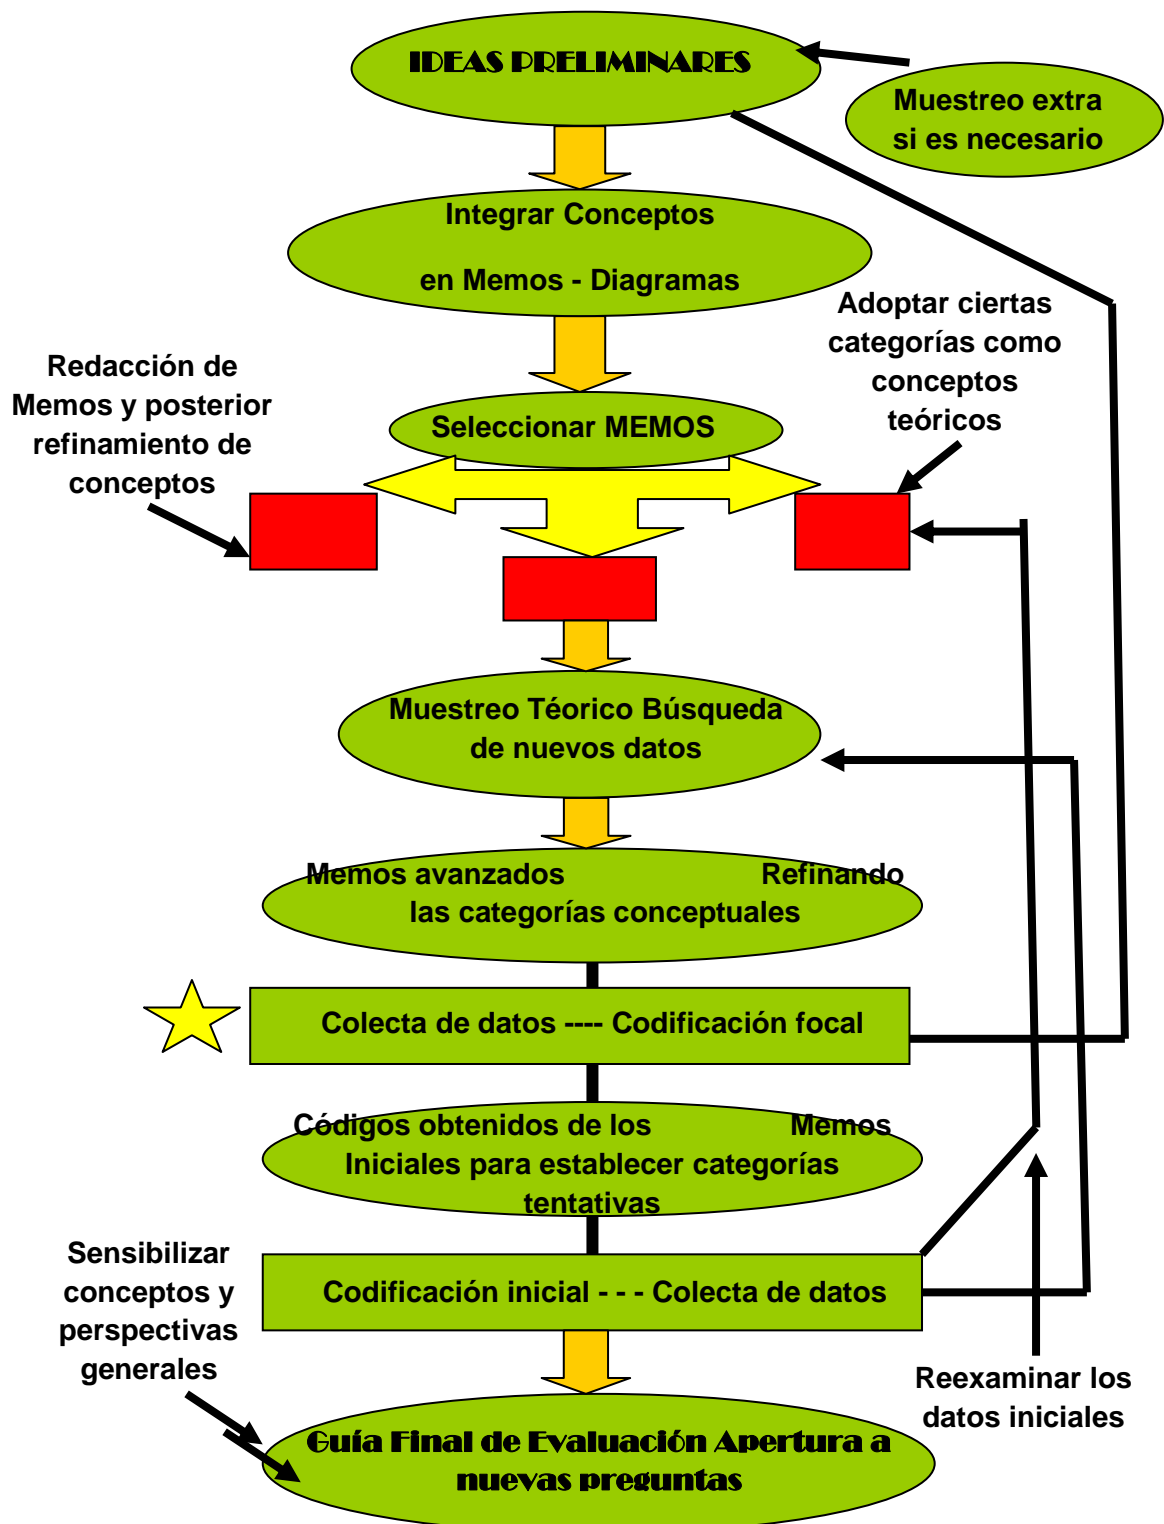 IDEAS PRELIMINARES
Muestreo extra
si es necesario
Integrar Conceptos
en Memos - Diagramas
Adoptar ciertas
categorías como
conceptos
teóricos
Redacción de
Memos y posterior
refinamiento de
conceptos
Seleccionar MEMOS
Muestreo Téorico Búsqueda
de nuevos datos
Memos avanzados Refinando
las categorías conceptuales
Colecta de datos ---- Codificación focal
Códigos obtenidos de los Memos
Iniciales para establecer categorías
tentativas
Sensibilizar
conceptos y
perspectivas
generales
Codificación inicial - - - Colecta de datos
Reexaminar los
datos iniciales
Guía Final de Evaluación Apertura a
nuevas preguntas